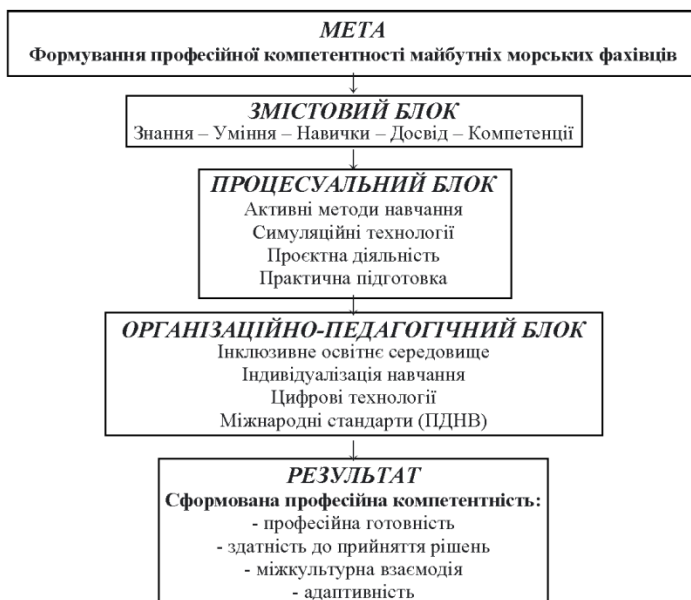 МЕТА
Формування професійної компетентності майбутніх морських фахівців
ЗМІСТОВИЙ БЛОК
Знання – Уміння – Навички – Досвід – Компетенції
ПРОЦЕСУАЛЬНИЙ БЛОК
Активні методи навчання
Симуляційні технології
Проєктна діяльність
Практична підготовка
ОРГАНІЗАЦІЙНО-ПЕДАГОГІЧНИЙ БЛОК
Інклюзивне освітнє середовище
Індивідуалізація навчання
Цифрові технології
Міжнародні стандарти (ПДНВ)
РЕЗУЛЬТАТ
Сформована професійна компетентність:
- професійна готовність
- здатність до прийняття рішень
- міжкультурна взаємодія
- адаптивність